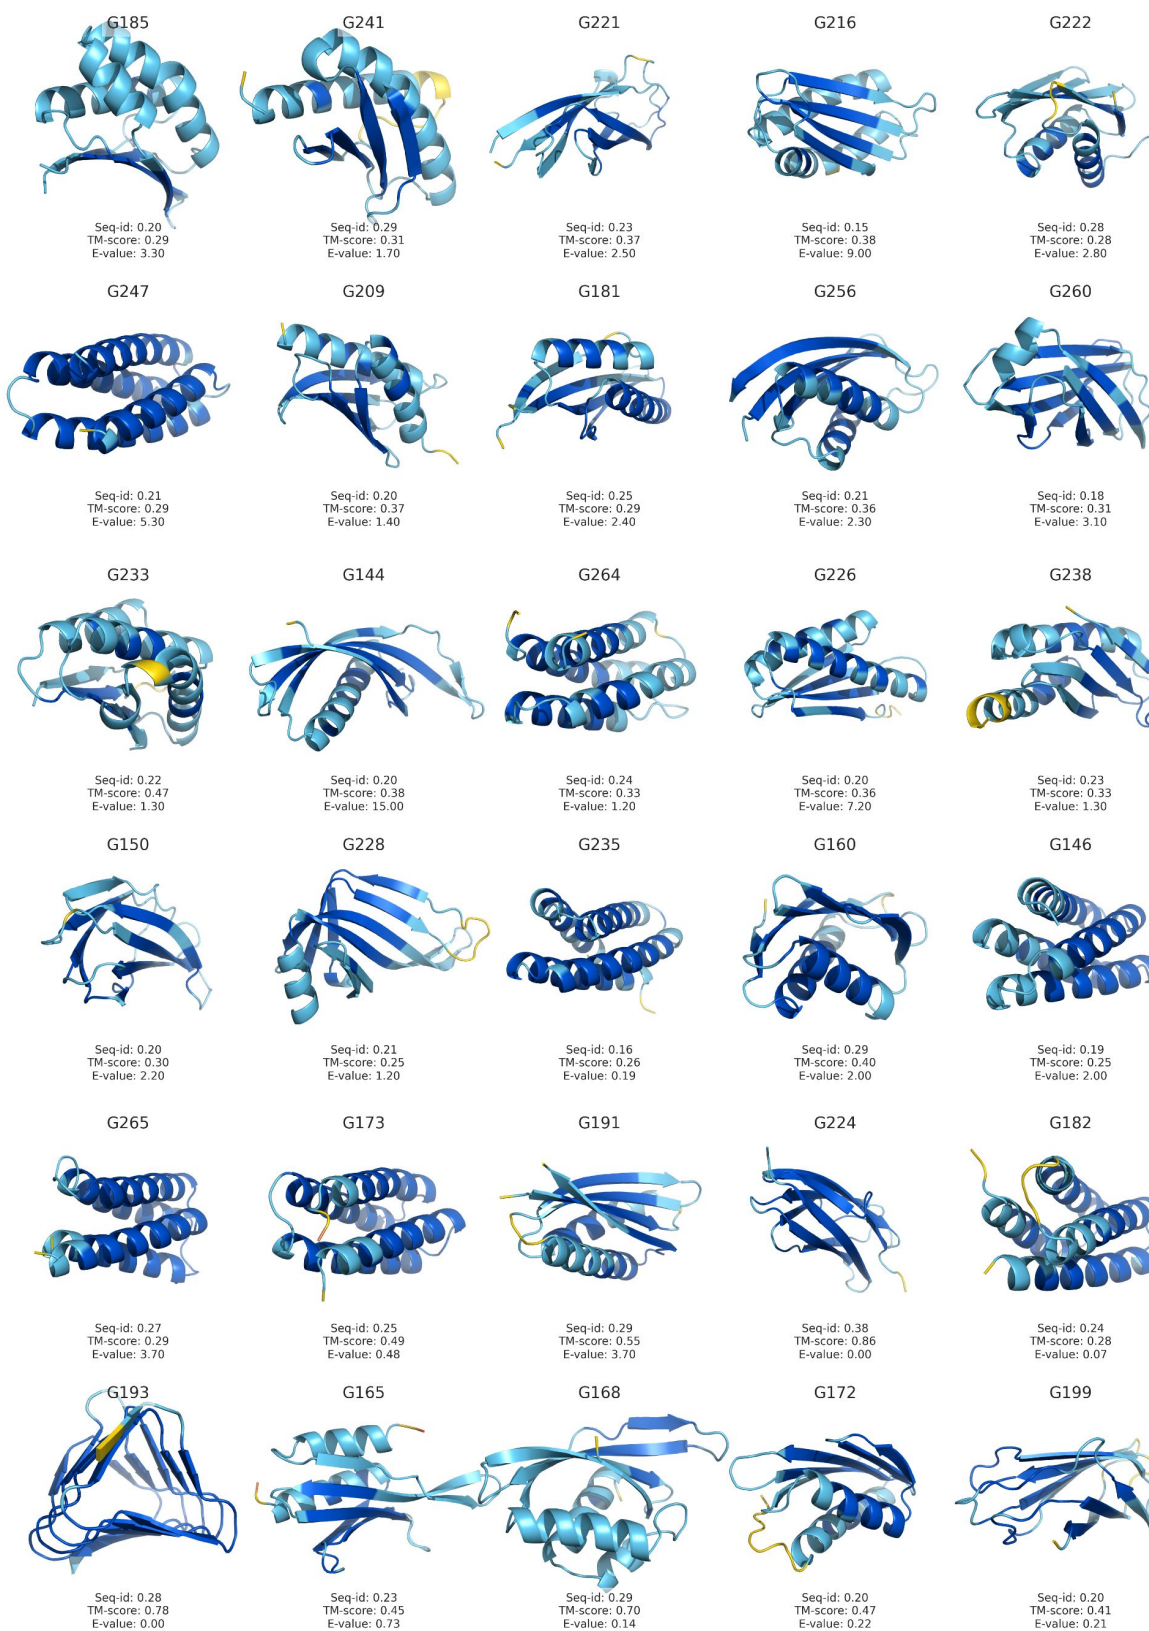 G185 G241 G221 G216 G222
Seq-id: 0.20 Seq-id: 0.29 Seq-id: 0.23 Seq-id: 0.15 Seq-id: 0.28
TM-score: 0.29 TM-score: 0.31 TM-score: 0.37 TM-score: 0.38 TM-score: 0.28
E-value: 3.30 E-value: 1.70 E-value: 2.50 E-value: 9.00 E-value: 2.80
G247 G209 G181 G256 G260
Seq-id: 0.21 Seq-id: 0.20 Seq-id: 0.25 Seq-id: 0.21 Seq-id: 0.18
TM-score: 0.29 TM-score: 0.37 TM-score: 0.29 TM-score: 0.36 TM-score: 0.31
E-value: 5.30 E-value: 1.40 E-value: 2.40 E-value: 2.30 E-value: 3.10
G233 G144 G264 G226 G238
Seq-id: 0.22 Seq-id: 0.20 Seq-id: 0.24 Seq-id: 0.20 Seq-id: 0.23
TM-score: 0.47 TM-score: 0.38 TM-score: 0.33 TM-score: 0.36 TM-score: 0.33
E-value: 1.30 E-value: 15.00 E-value: 1.20 E-value: 7.20 E-value: 1.30
G150 G228 G235 G160 G146
Seq-id: 0.20 Seq-id: 0.21 Seq-id: 0.16 Seq-id: 0.29 Seq-id: 0.19
TM-score: 0.30 TM-score: 0.25 TM-score: 0.26 TM-score: 0.40 TM-score: 0.25
E-value: 2.20 E-value: 1.20 E-value: 0.19 E-value: 2.00 E-value: 2.00
G265 G173 G191 G224 G182
Seq-id: 0.27 Seq-id: 0.25 Seq-id: 0.29 Seq-id: 0.38 Seq-id: 0.24
TM-score: 0.29 TM-score: 0.49 TM-score: 0.55 TM-score: 0.86 TM-score: 0.28
E-value: 3.70 E-value: 0.48 E-value: 3.70 E-value: 0.00 E-value: 0.07
G193 G165 G168 G172 G199
Seq-id: 0.28 Seq-id: 0.23 Seq-id: 0.29 Seq-id: 0.20 Seq-id: 0.20
TM-score: 0.78 TM-score: 0.45 TM-score: 0.70 TM-score: 0.47 TM-score: 0.41
E-value: 0.00 E-value: 0.73 E-value: 0.14 E-value: 0.22 E-value: 0.21